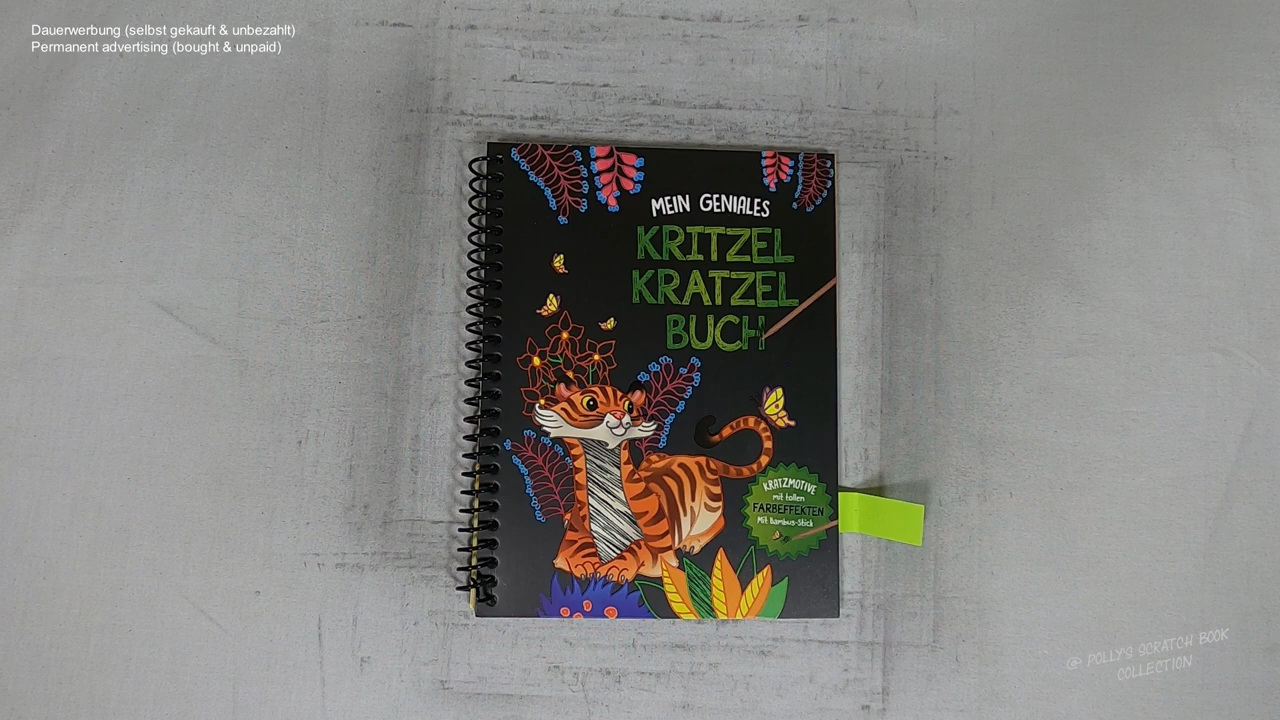 Dauerwerbung (selbst gekauft & unbezahlt)
Permanent advertising (bought & unpaid)
MEIN GENIALES
KRITZEL
KRATZEL
BUCH
KRATZMOTIVE
mit tollen
FARBEFFEKTEN
Mit Bambus-Stick
@ POLLY'S SCRATCH BOOK
COLLECTION